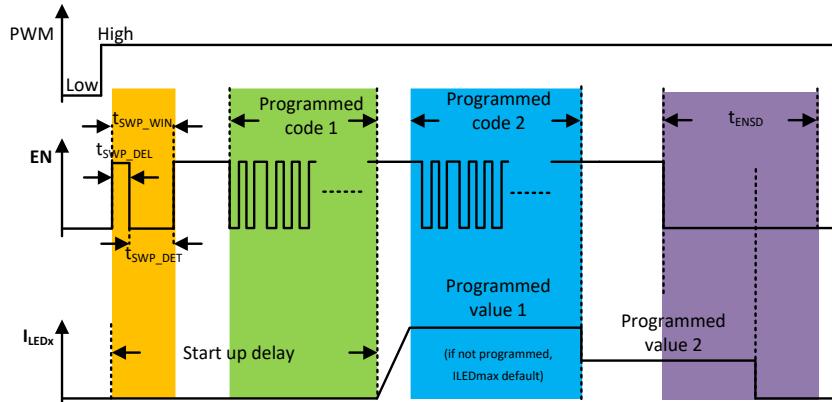 PWM
High
Low
Programmed
code 1
Programmed
code 2
tSWP_WIN
tENSD
EN
tSWP_DEL
tSWP_DET
Programmed
value 1
Programmed
value 2
ILEDx
Start up delay
(if not programmed,
ILEDmax default)